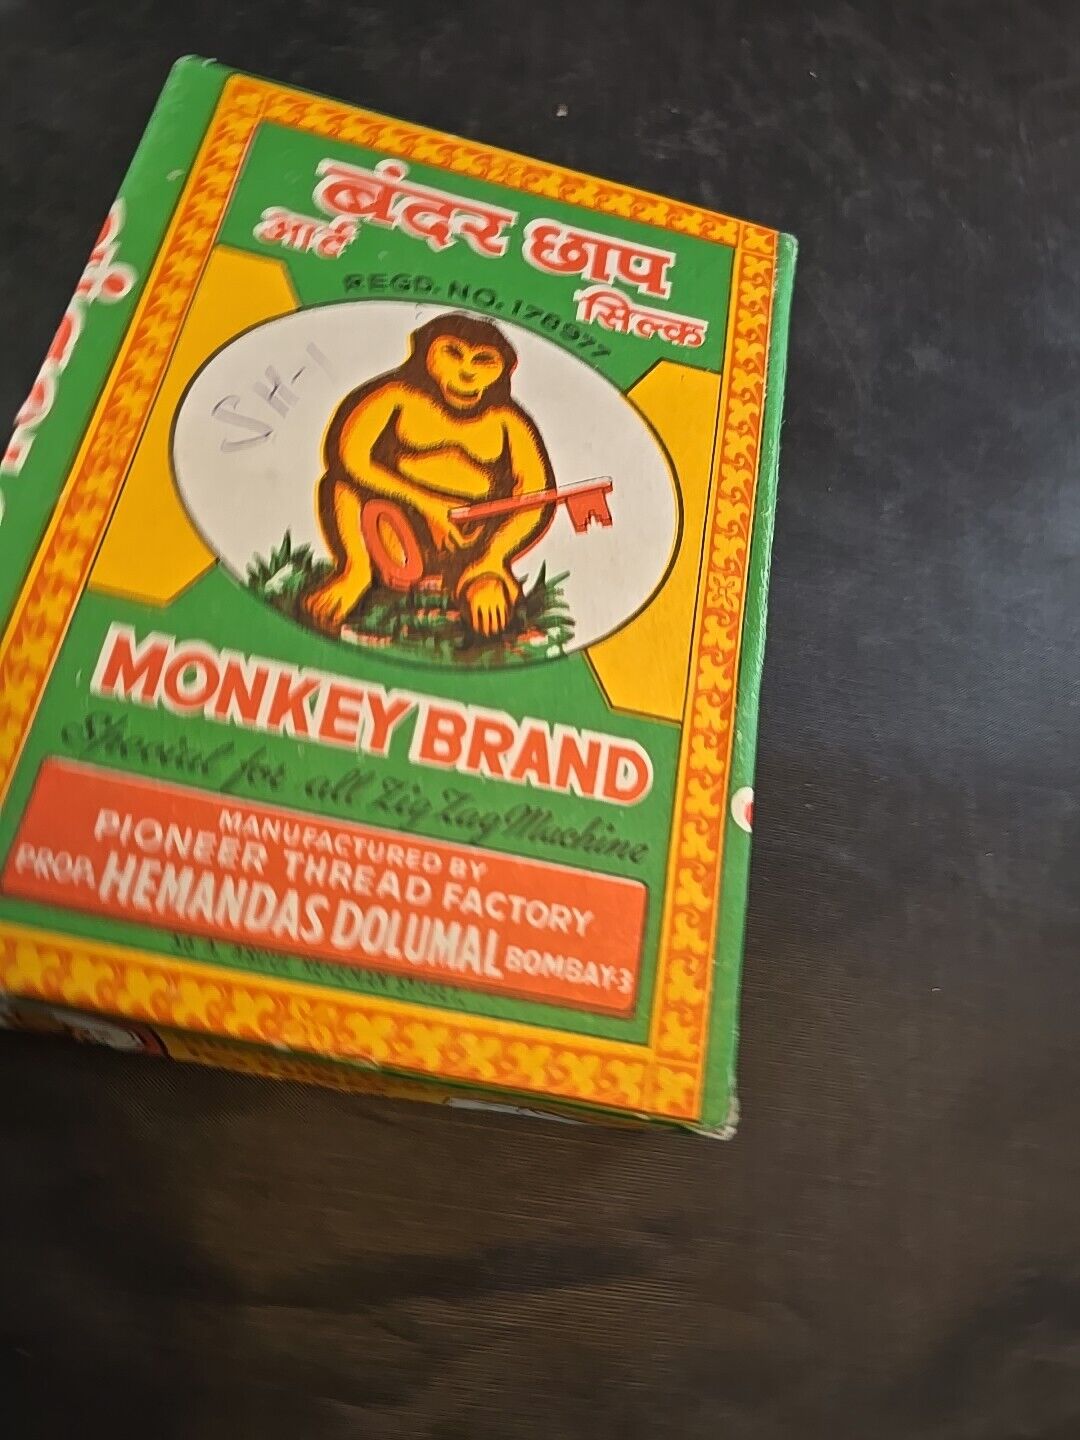 बंदर छाप
आर्ट
सिल्क
REGD. NO. 178977
SH-1
MONKEY BRAND
Special for all Zig Zag Machine
MANUFACTURED BY
PIONEER THREAD FACTORY
PROP. HEMANDAS DOLUMAL BOMBAY-3